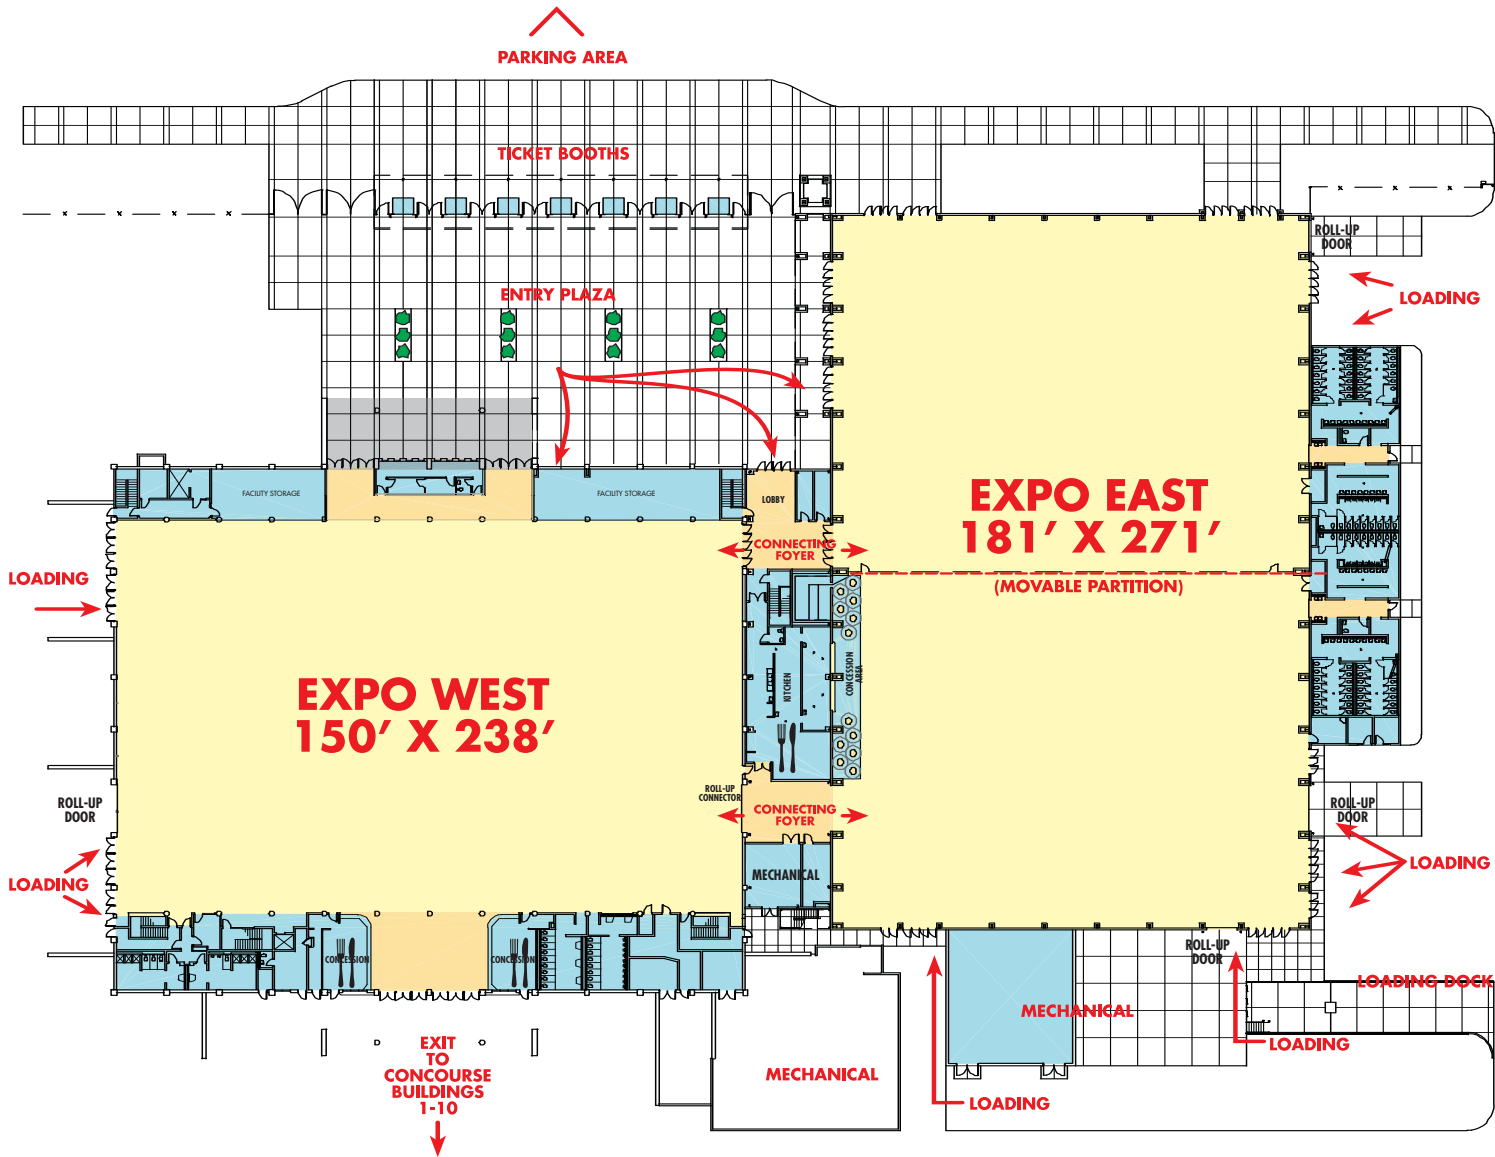 PARKING AREA
TICKET BOOTHS
ENTRY PLAZA
ROLL-UP
DOOR
LOADING
FACILITY STORAGE
FACILITY STORAGE
LOBBY
EXPO EAST
181′ X 271′
CONNECTING
FOYER
(MOVABLE PARTITION)
LOADING
EXPO WEST
150′ X 238′
KITCHEN
CONCESSION
AREA
ROLL-UP
DOOR
ROLL-UP
CONNECTOR
CONNECTING
FOYER
ROLL-UP
DOOR
LOADING
LOADING
MECHANICAL
CONCESSION
CONCESSION
ROLL-UP
DOOR
LOADING DOCK
MECHANICAL
LOADING
EXIT
TO
CONCOURSE
BUILDINGS
1-10
MECHANICAL
LOADING